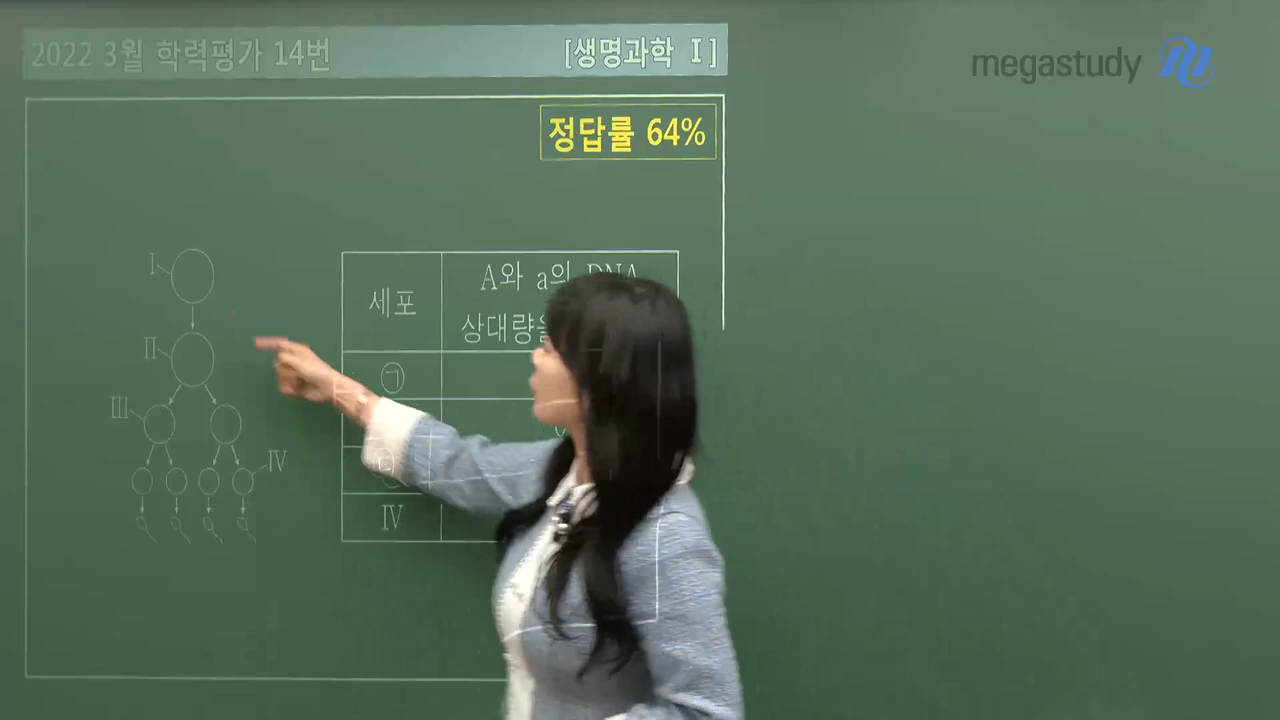 2022 3월 학력평가 14번
[생명과학 Ⅰ]
megastudy
정답률 64%
Ⅰ
Ⅱ
Ⅲ
Ⅳ
세포
A와 a의 DNA
상대량을
㉠
Ⅳ